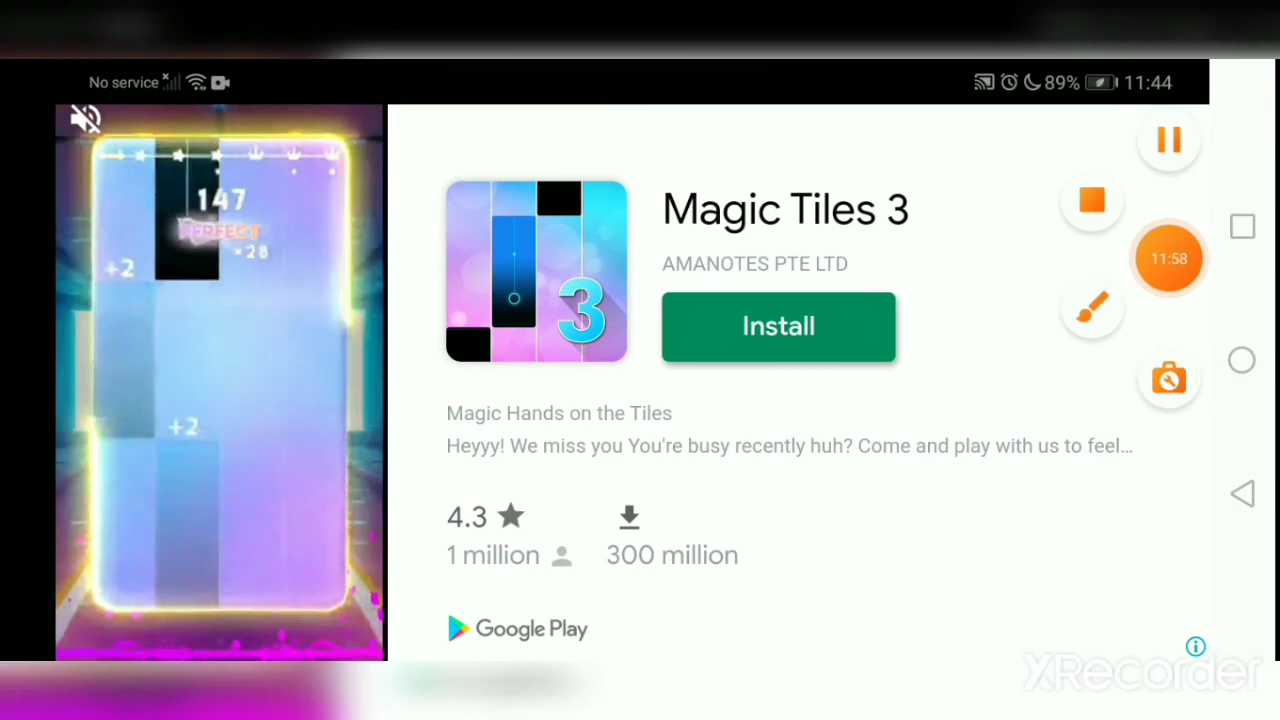 No service
89% 11:44
147
PERFECT
×28
+2
+2
3
Magic Tiles 3
AMANOTES PTE LTD
Install
Magic Hands on the Tiles
Heyyy! We miss you You're busy recently huh? Come and play with us to feel...
4.3
1 million
300 million
Google Play
11:58
XRecorder